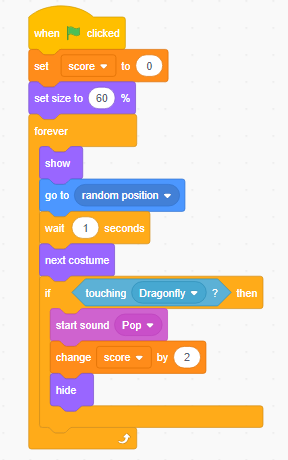 when clicked
set score to 0
set size to 60 %
forever
show
go to random position
wait 1 seconds
next costume
if touching Dragonfly ? then
start sound Pop
change score by 2
hide